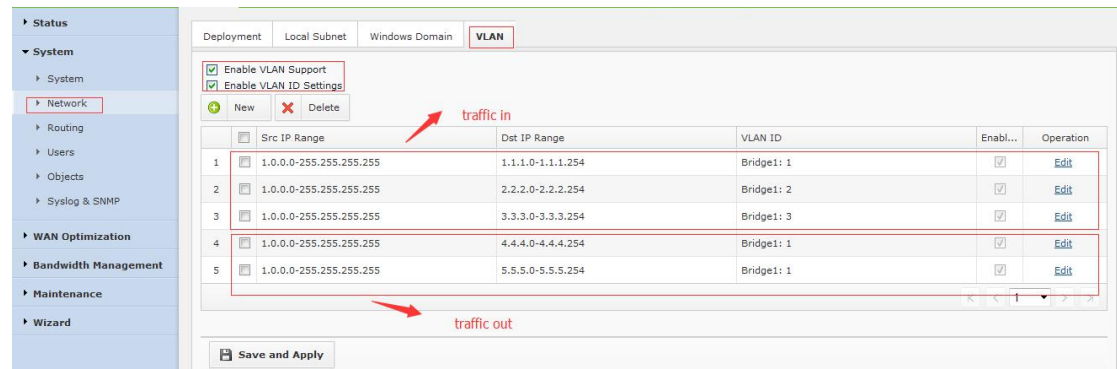 Status
System
System
Network
Routing
Users
Objects
Syslog & SNMP
WAN Optimization
Bandwidth Management
Maintenance
Wizard
Deployment Local Subnet Windows Domain VLAN
Enable VLAN Support
Enable VLAN ID Settings
New Delete
traffic in
Src IP Range Dst IP Range VLAN ID Enabl... Operation
1 1.0.0.0-255.255.255.255 1.1.1.0-1.1.1.254 Bridge1: 1 Edit
2 1.0.0.0-255.255.255.255 2.2.2.0-2.2.2.254 Bridge1: 2 Edit
3 1.0.0.0-255.255.255.255 3.3.3.0-3.3.3.254 Bridge1: 3 Edit
4 1.0.0.0-255.255.255.255 4.4.4.0-4.4.4.254 Bridge1: 1 Edit
5 1.0.0.0-255.255.255.255 5.5.5.0-5.5.5.254 Bridge1: 1 Edit
1
traffic out
Save and Apply